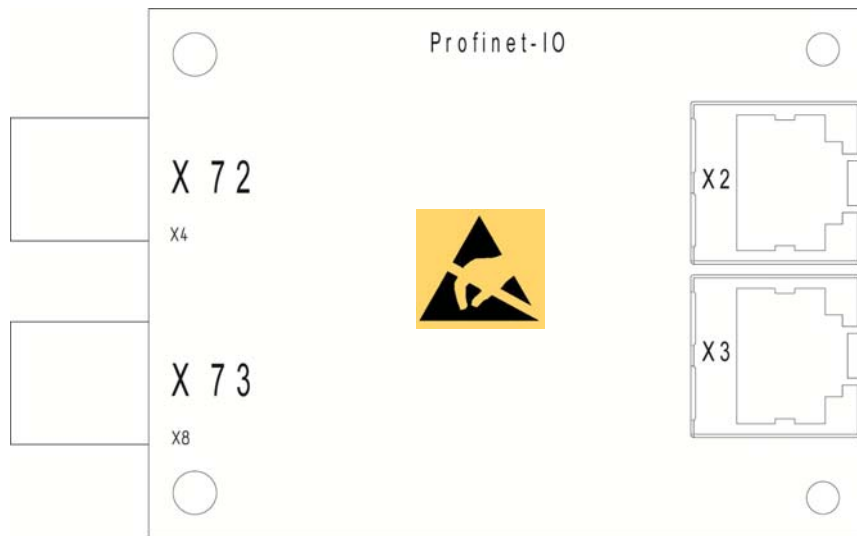 Profinet-IO
X 72
X4
X2
X 73
X8
X3